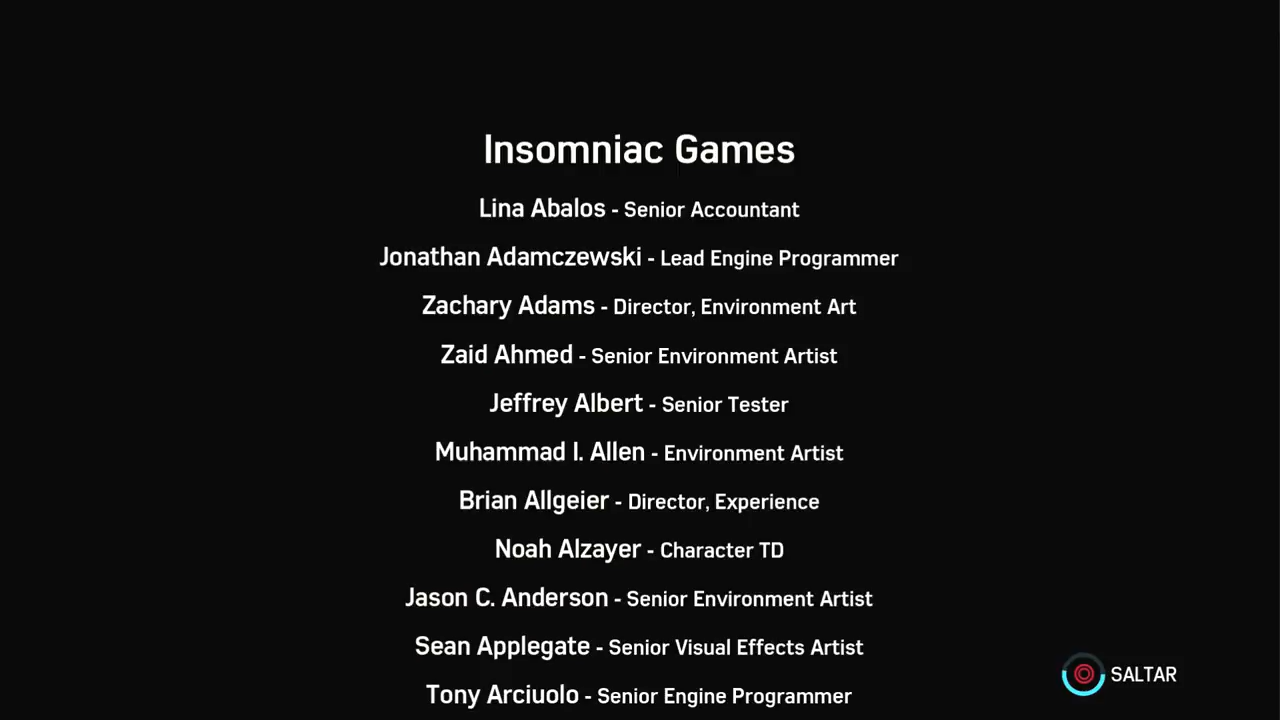 Insomniac Games
Lina Abalos - Senior Accountant
Jonathan Adamczewski - Lead Engine Programmer
Zachary Adams - Director, Environment Art
Zaid Ahmed - Senior Environment Artist
Jeffrey Albert - Senior Tester
Muhammad I. Allen - Environment Artist
Brian Allgeier - Director, Experience
Noah Alzayer - Character TD
Jason C. Anderson - Senior Environment Artist
Sean Applegate - Senior Visual Effects Artist
SALTAR
Tony Arciuolo - Senior Engine Programmer